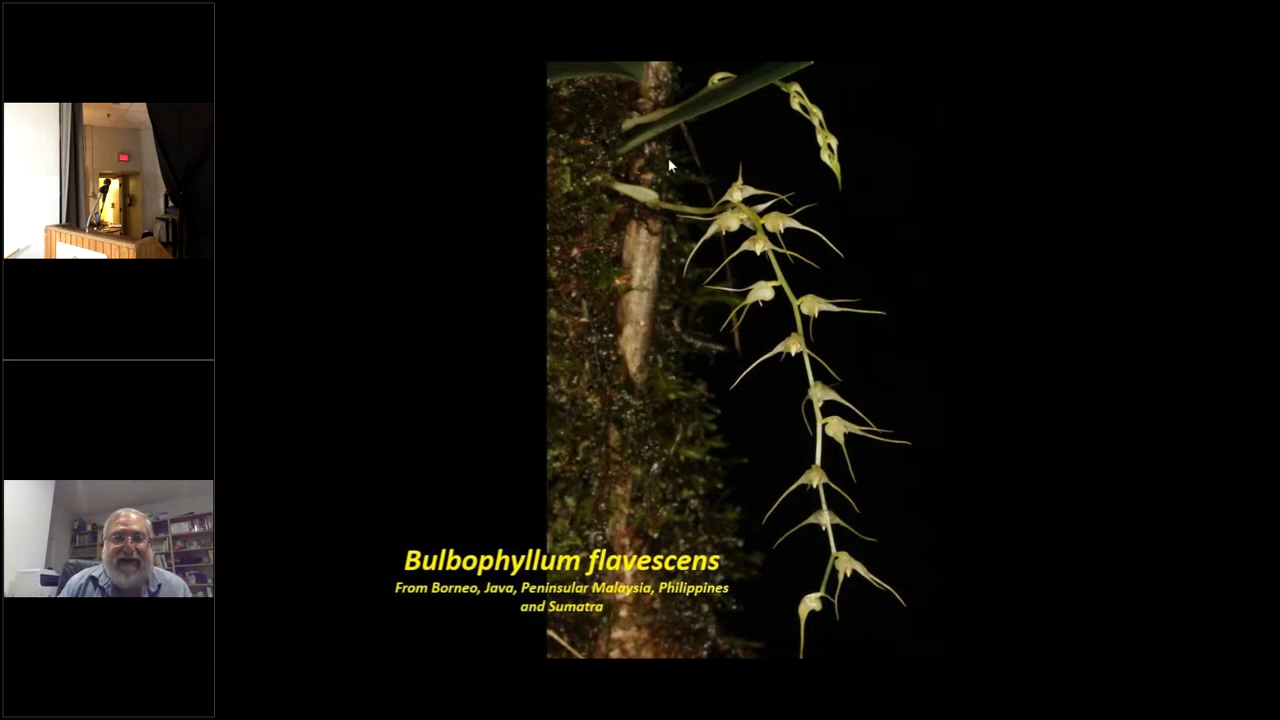 Bulbophyllum flavescens
From Borneo, Java, Peninsular Malaysia, Philippines
and Sumatra